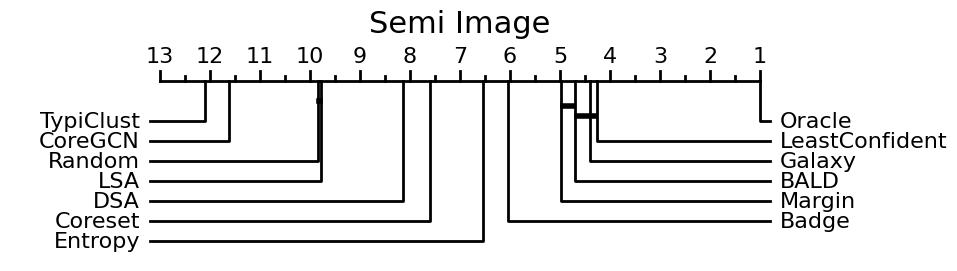 Semi Image
13 12 11 10 9 8 7 6 5 4 3 2 1
TypiClust Oracle
CoreGCN LeastConfident
Random Galaxy
LSA BALD
DSA Margin
Coreset Badge
Entropy